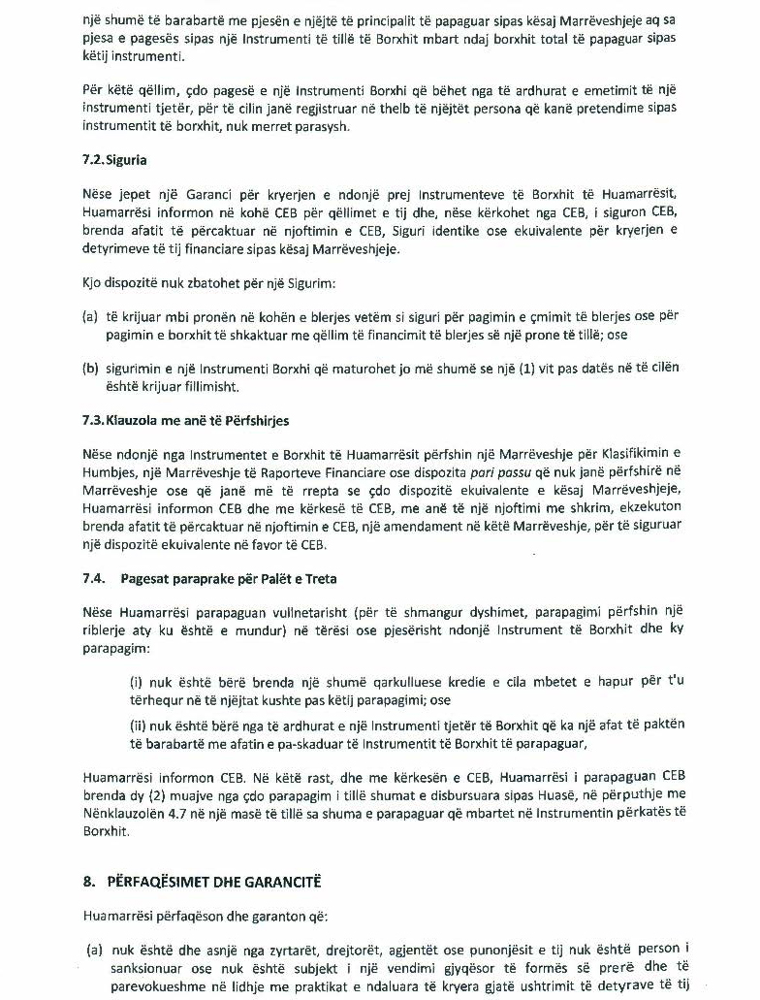 një shumë të barabartë me pjesën e njëjtë të principalit të papaguar sipas kësaj Marrëveshjeje aq sa
pjesa e pagesës sipas një Instrumenti të tillë të Borxhit mbart ndaj borxhit total të papaguar sipas
këtij instrumenti.
Për këtë qëllim, çdo pagesë e një Instrumenti Borxhi që bëhet nga të ardhurat e emetimit të një
instrumenti tjetër, për të cilin janë regjistruar në thelb të njëjtët persona që kanë pretendime sipas
instrumentit të borxhit, nuk merret parasysh.
7.2. Siguria
Nëse jepet një Garanci për kryerjen e ndonjë prej Instrumenteve të Borxhit të Huamarrësit,
Huamarrësi informon në kohë CEB për qëllimet e tij dhe, nëse kërkohet nga CEB, i siguron CEB,
brenda afatit të përcaktuar në njoftimin e CEB, Siguri identike ose ekuivalente për kryerjen e
detyrimeve të tij financiare sipas kësaj Marrëveshjeje.
Kjo dispozitë nuk zbatohet për një Sigurim:
(a) të krijuar mbi pronën në kohën e blerjes vetëm si siguri për pagimin e çmimit të blerjes ose për
pagimin e borxhit të shkaktuar me qëllim të financimit të blerjes së një prone të tillë; ose
(b) sigurimin e një Instrumenti Borxhi që maturohet jo më shumë se një (1) vit pas datës në të cilën
është krijuar fillimisht.
7.3. Klauzola me anë të Përfshirjes
Nëse ndonjë nga Instrumentet e Borxhit të Huamarrësit përfshin një Marrëveshje për Klasifikimin e
Humbjes, një Marrëveshje të Raporteve Financiare ose dispozita pari passu që nuk janë përfshirë në
Marrëveshje ose që janë më të rrepta se çdo dispozitë ekuivalente e kësaj Marrëveshjeje,
Huamarrësi informon CEB dhe me kërkesë të CEB, me anë të një njoftimi me shkrim, ekzekuton
brenda afatit të përcaktuar në njoftimin e CEB, një amendament në këtë Marrëveshje, për të siguruar
një dispozitë ekuivalente në favor të CEB.
7.4. Pagesat paraprake për Palët e Treta
Nëse Huamarrësi parapaguan vullnetarisht (për të shmangur dyshimet, parapagimi përfshin një
riblerje aty ku është e mundur) në tërësi ose pjesërisht ndonjë Instrument të Borxhit dhe ky
parapagim:
(i) nuk është bërë brenda një shumë qarkulluese kredie e cila mbetet e hapur për t'u
tërhequr në të njëjtat kushte pas këtij parapagimi; ose
(ii) nuk është bërë nga të ardhurat e një Instrumenti tjetër të Borxhit që ka një afat të paktën
të barabartë me afatin e pa-skaduar të Instrumentit të Borxhit të parapaguar,
Huamarrësi informon CEB. Në këtë rast, dhe me kërkesën e CEB, Huamarrësi i parapaguan CEB
brenda dy (2) muajve nga çdo parapagim i tillë shumat e disbursuara sipas Huasë, në përputhje me
Nënklauzolën 4.7 në një masë të tillë sa shuma e parapaguar që mbartet në Instrumentin përkatës të
Borxhit.
8. PËRFAQËSIMET DHE GARANCITË
Huamarrësi përfaqëson dhe garanton që:
(a) nuk është dhe asnjë nga zyrtarët, drejtorët, agjentët ose punonjësit e tij nuk është person i
sanksionuar ose nuk është subjekt i një vendimi gjyqësor të formës së prerë dhe të
parevokueshme në lidhje me praktikat e ndaluara të kryera gjatë ushtrimit të detyrave të tij